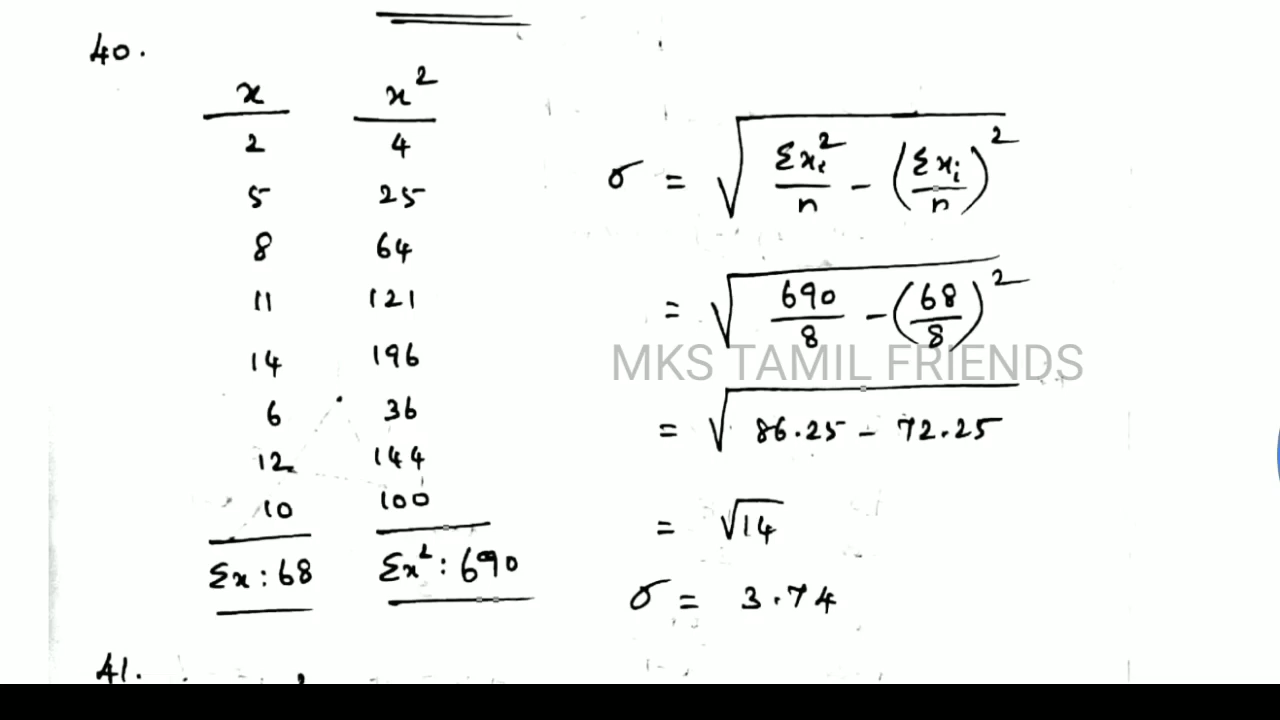 40.
x x²
2 4
5 25
8 64
11 121
14 196
6 36
12 144
10 100
Σx : 68 Σx² : 690
σ = √(Σxᵢ²/n − (Σxᵢ/n)²)
= √(690/8 − (68/8)²)
MKS TAMIL FRIENDS
= √(86.25 − 72.25)
= √14
σ = 3.74
41.